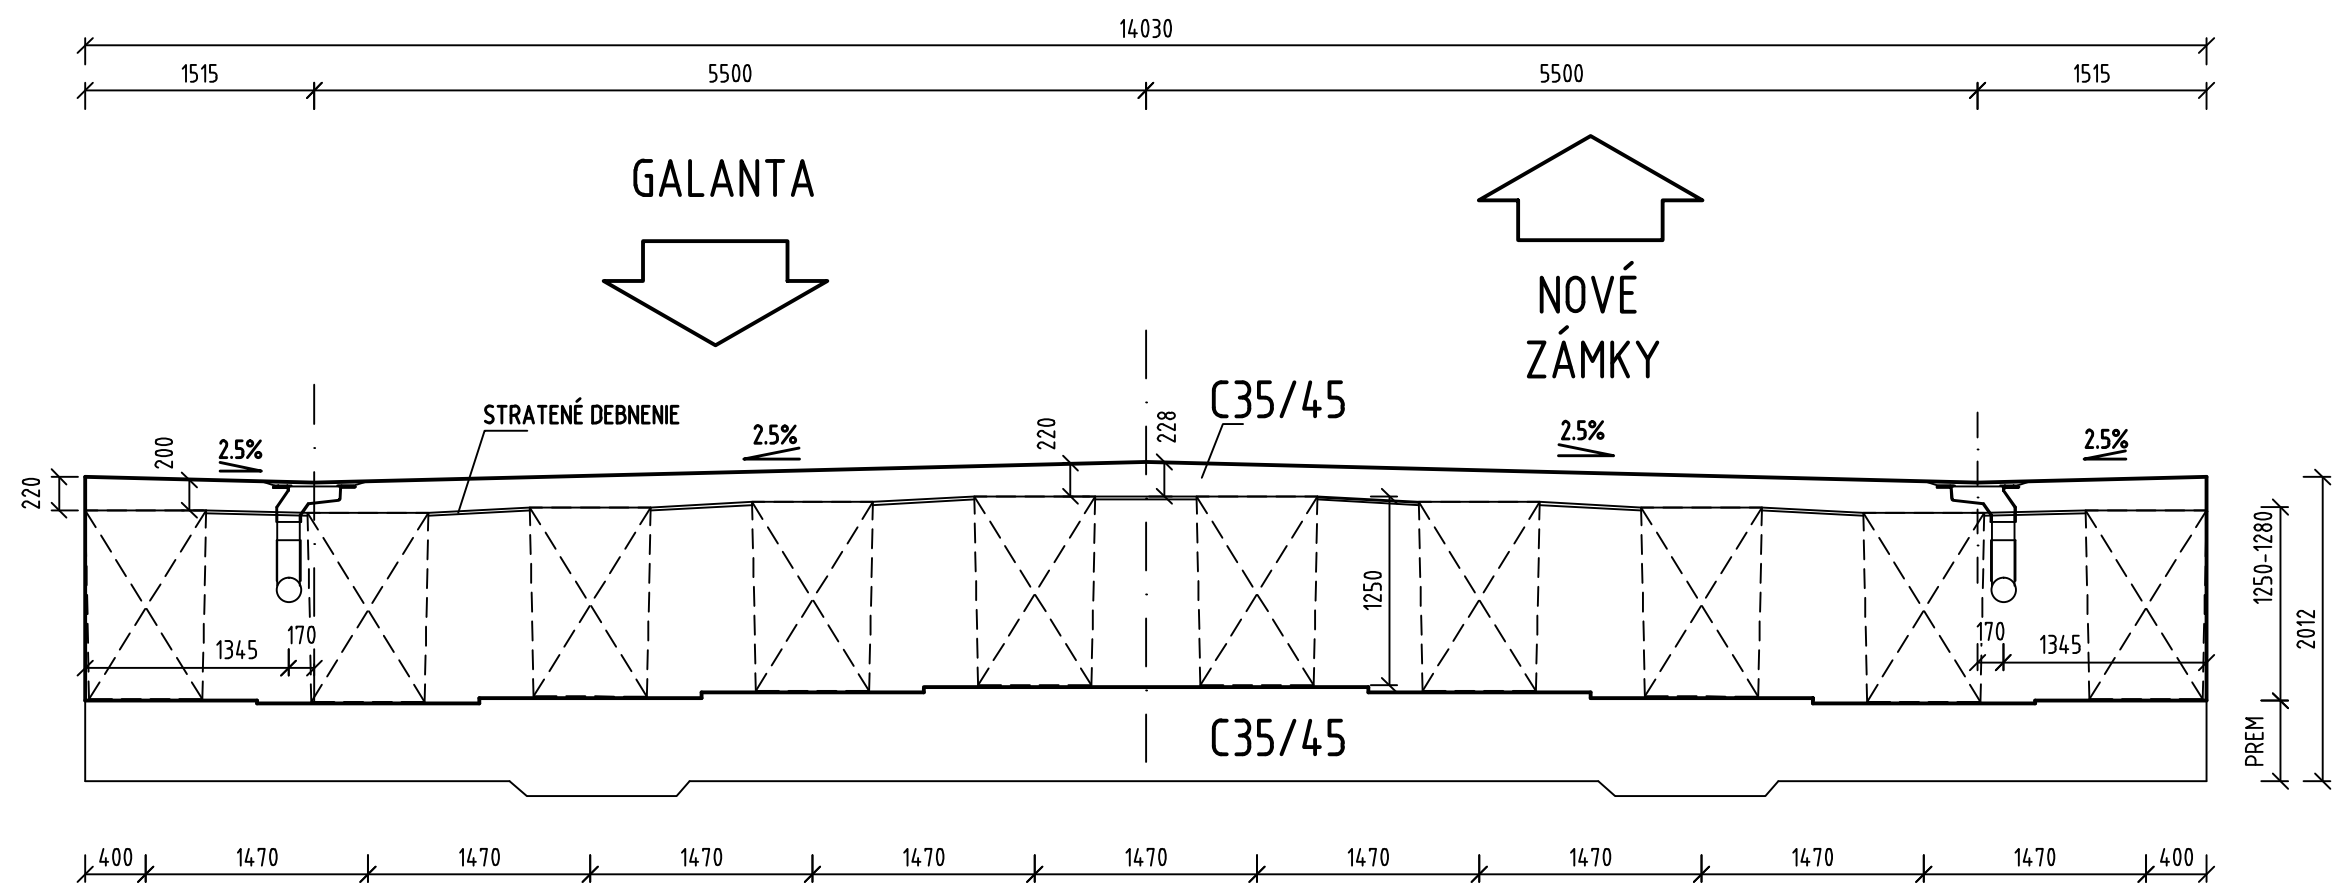 14030
1515 5500 5500 1515
GALANTA
NOVÉ
ZÁMKY
C35/45
STRATENÉ DEBNENIE
220 200 2.5% 2.5% 220 228 2.5% 2.5%
1250
1250-1280
2012
1345 170 170 1345
PREM
C35/45
400 1470 1470 1470 1470 1470 1470 1470 1470 1470 400